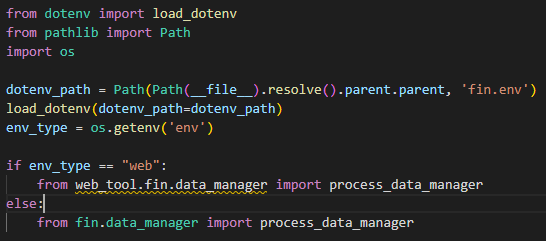 from dotenv import load_dotenv
from pathlib import Path
import os

dotenv_path = Path(Path(__file__).resolve().parent.parent, 'fin.env')
load_dotenv(dotenv_path=dotenv_path)
env_type = os.getenv('env')

if env_type == "web":
    from web_tool.fin.data_manager import process_data_manager
else:
    from fin.data_manager import process_data_manager